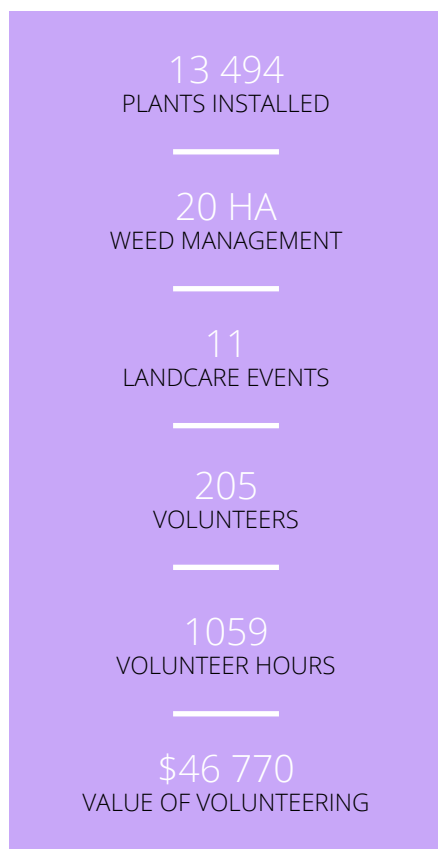 13 494
PLANTS INSTALLED
20 HA
WEED MANAGEMENT
11
LANDCARE EVENTS
205
VOLUNTEERS
1059
VOLUNTEER HOURS
$46 770
VALUE OF VOLUNTEERING